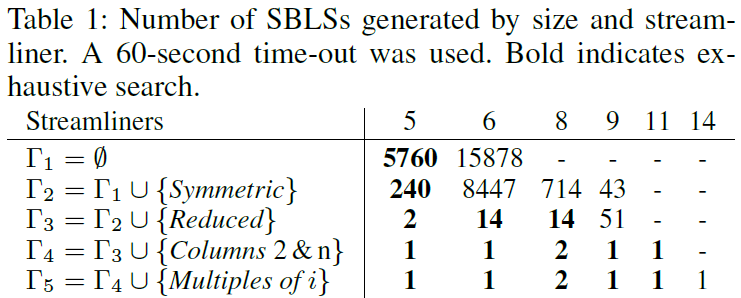 Table 1: Number of SBLSs generated by size and stream-
liner. A 60-second time-out was used. Bold indicates ex-
haustive search.
Streamliners 5 6 8 9 11 14
Γ1 = ∅ 5760 15878 - - - -
Γ2 = Γ1 ∪ {Symmetric} 240 8447 714 43 - -
Γ3 = Γ2 ∪ {Reduced} 2 14 14 51 - -
Γ4 = Γ3 ∪ {Columns 2 & n} 1 1 2 1 1 -
Γ5 = Γ4 ∪ {Multiples of i} 1 1 2 1 1 1